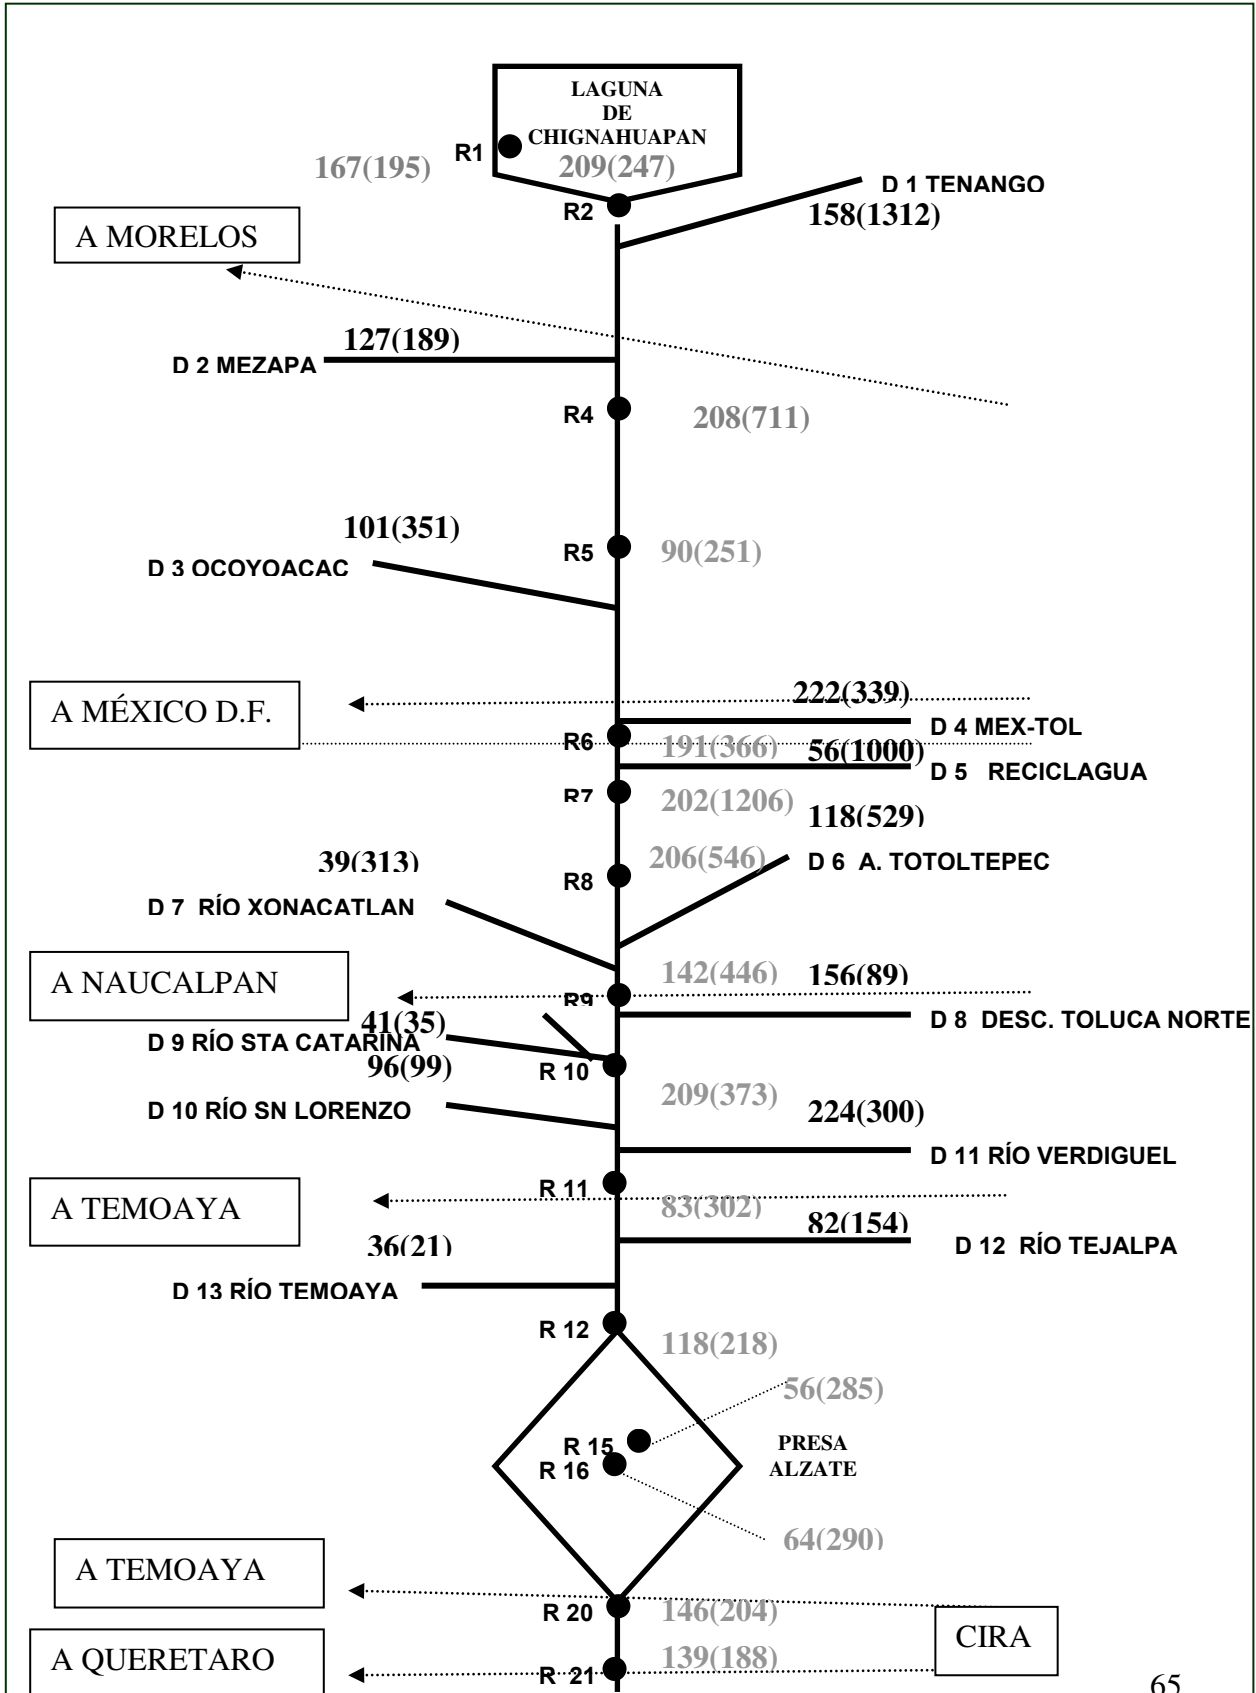 LAGUNA
DE
CHIGNAHUAPAN
R1
167(195)
209(247)
D 1 TENANGO
R2
158(1312)
A MORELOS
127(189)
D 2 MEZAPA
R4
208(711)
101(351)
R5
90(251)
D 3 OCOYOACAC
222(339)
A MÉXICO D.F.
D 4 MEX-TOL
R6
191(366)
56(1000)
D 5 RECICLAGUA
R7
202(1206)
118(529)
39(313)
206(546)
D 6 A. TOTOLTEPEC
R8
D 7 RÍO XONACATLAN
A NAUCALPAN
142(446)
156(89)
R9
41(35)
D 8 DESC. TOLUCA NORTE
D 9 RÍO STA CATARINA
96(99)
R 10
209(373)
D 10 RÍO SN LORENZO
224(300)
D 11 RÍO VERDIGUEL
R 11
A TEMOAYA
83(302)
82(154)
36(21)
D 12 RÍO TEJALPA
D 13 RÍO TEMOAYA
R 12
118(218)
56(285)
R 15
PRESA
ALZATE
R 16
64(290)
A TEMOAYA
R 20
146(204)
CIRA
A QUERETARO
139(188)
R 21
65